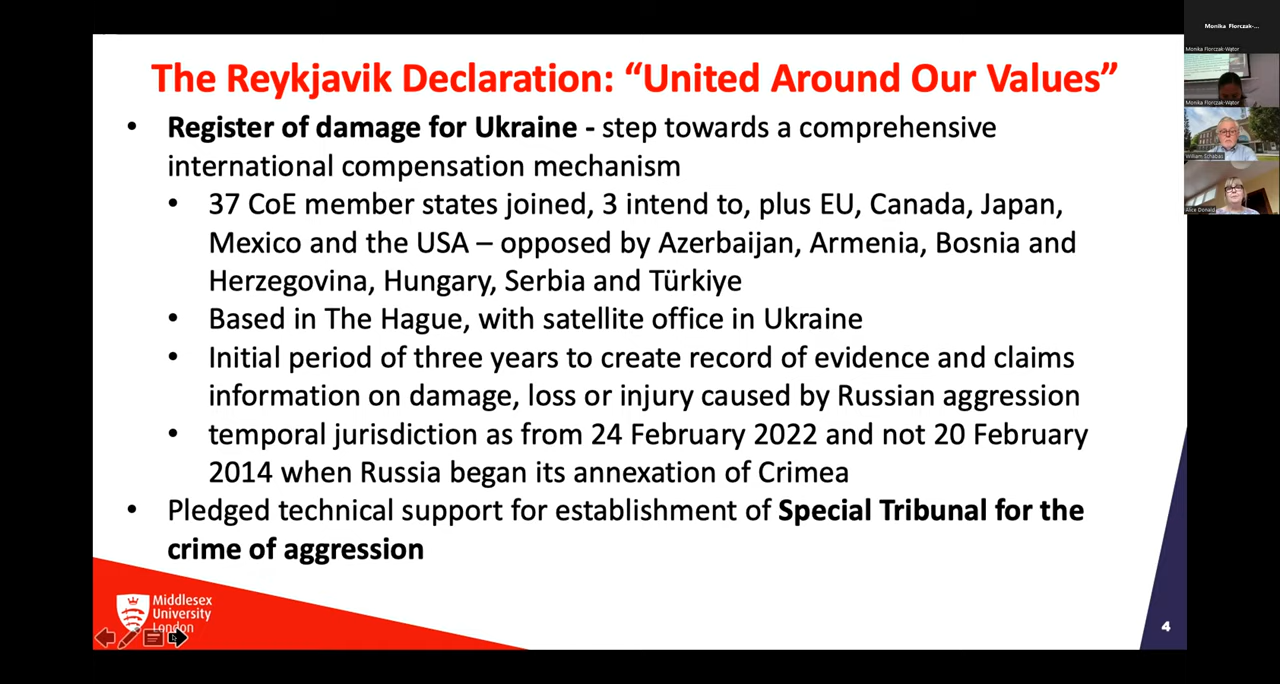 The Reykjavik Declaration: “United Around Our Values”
• Register of damage for Ukraine - step towards a comprehensive
international compensation mechanism
• 37 CoE member states joined, 3 intend to, plus EU, Canada, Japan,
Mexico and the USA – opposed by Azerbaijan, Armenia, Bosnia and
Herzegovina, Hungary, Serbia and Türkiye
• Based in The Hague, with satellite office in Ukraine
• Initial period of three years to create record of evidence and claims
information on damage, loss or injury caused by Russian aggression
• temporal jurisdiction as from 24 February 2022 and not 20 February
2014 when Russia began its annexation of Crimea
• Pledged technical support for establishment of Special Tribunal for the
crime of aggression
Middlesex
University
London
4
Monika Florczak-...
Monika Florczak-Wątor
Monika Florczak-Wątor
William Schabas
Alice Donald